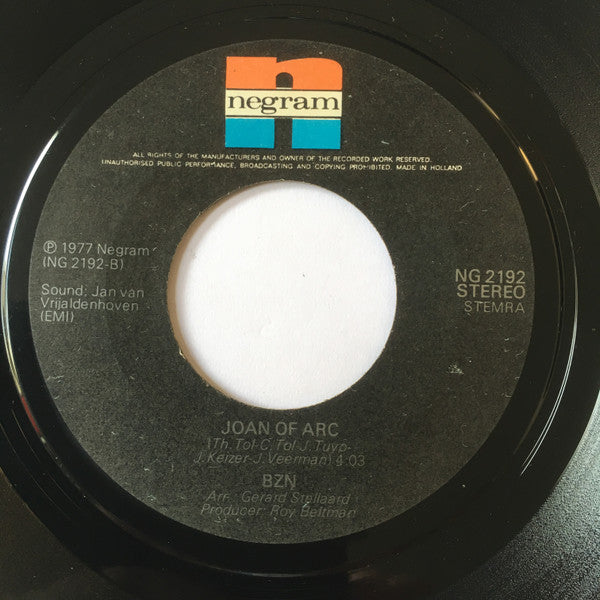 negram
ALL RIGHTS OF THE MANUFACTURERS AND OWNER OF THE RECORDED WORK RESERVED.
UNAUTHORISED PUBLIC PERFORMANCE, BROADCASTING AND COPYING PROHIBITED. MADE IN HOLLAND
℗ 1977 Negram
(NG 2192-B)
Sound: Jan van
Vrijaldenhoven
(EMI)
NG 2192
STEREO
STEMRA
JOAN OF ARC
(Th. Tol-C. Tol-J. Tuyp-
J. Keizer-J. Veerman) 4:03
BZN
Arr.: Gerard Stellaard
Producer: Roy Beltman